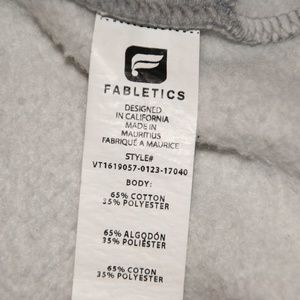 FABLETICS
DESIGNED
IN CALIFORNIA
MADE IN
MAURITIUS
FABRIQUÉ A MAURICE
STYLE#
VT1619057-0123-17040
BODY:
65% COTTON
35% POLYESTER
65% ALGODÓN
35% POLIÉSTER
65% COTON
35% POLYESTER